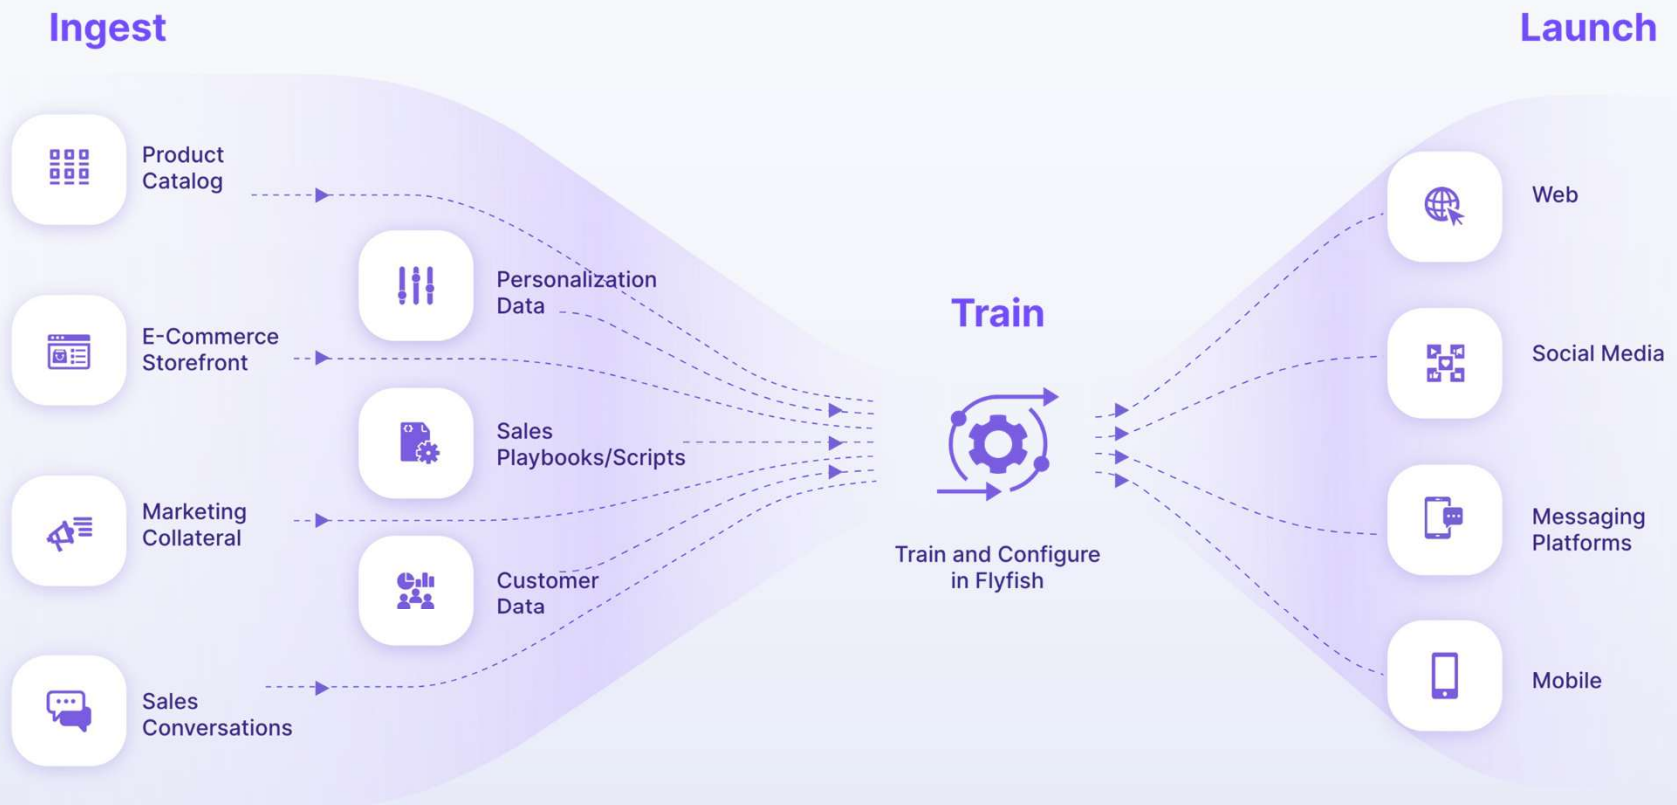 Ingest
Launch
Product
Catalog
Personalization
Data
E-Commerce
Storefront
Sales
Playbooks/Scripts
Marketing
Collateral
Customer
Data
Sales
Conversations
Train
Train and Configure
in Flyfish
Web
Social Media
Messaging
Platforms
Mobile